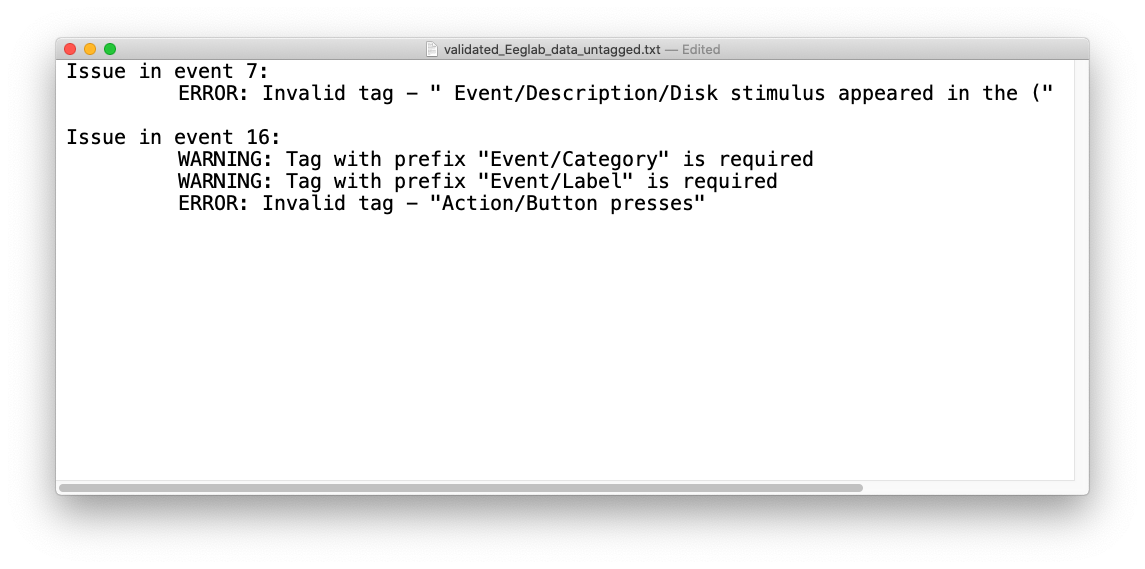 validated_Eeglab_data_untagged.txt — Edited
Issue in event 7:
ERROR: Invalid tag – " Event/Description/Disk stimulus appeared in the ("
Issue in event 16:
WARNING: Tag with prefix "Event/Category" is required
WARNING: Tag with prefix "Event/Label" is required
ERROR: Invalid tag – "Action/Button presses"